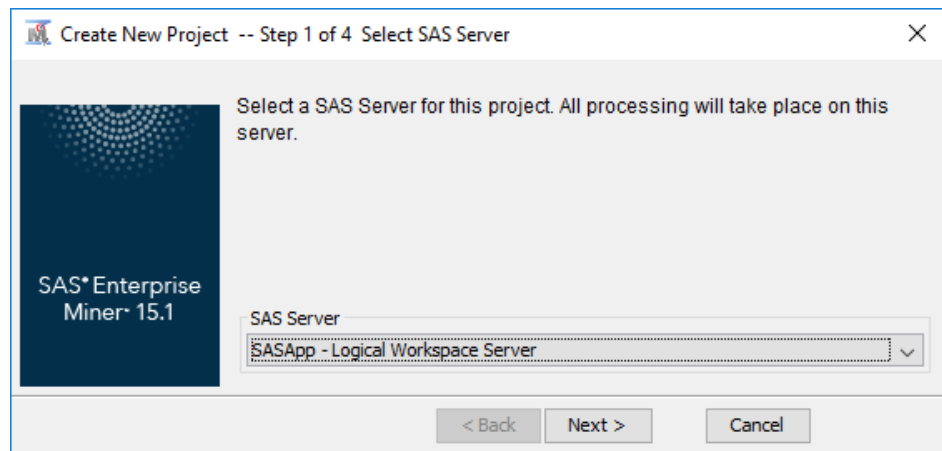 Create New Project -- Step 1 of 4 Select SAS Server
Select a SAS Server for this project. All processing will take place on this
server.
SAS® Enterprise
Miner™ 15.1
SAS Server
SASApp - Logical Workspace Server
< Back
Next >
Cancel